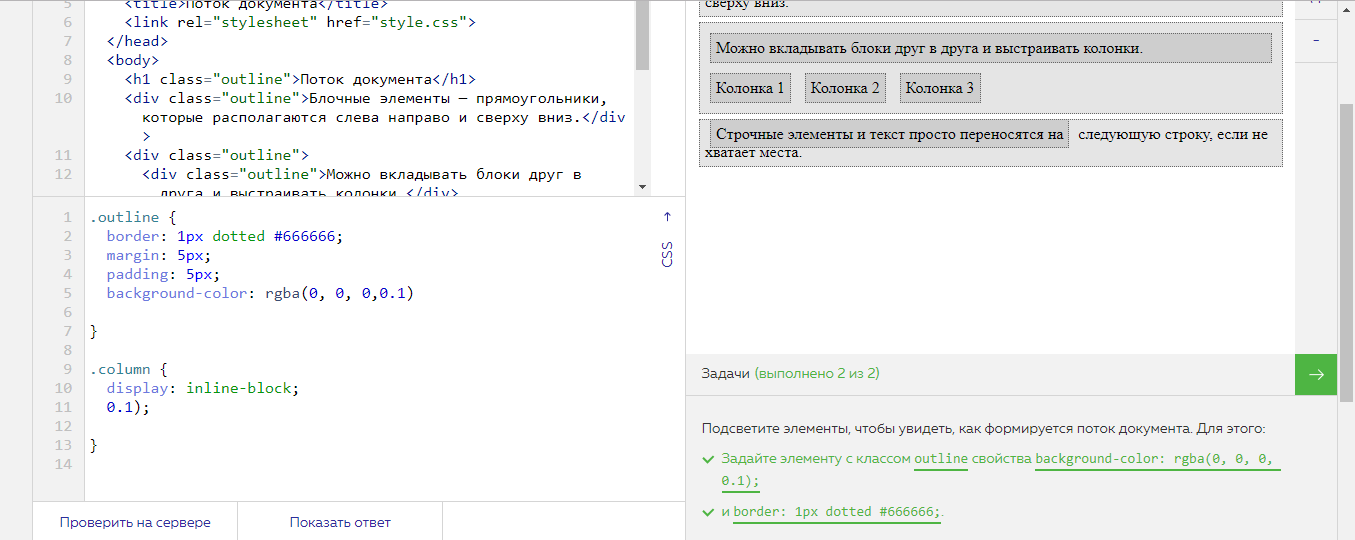 5 <title>Поток документа</title>
6 <link rel="stylesheet" href="style.css">
7 </head>
8 <body>
9 <h1 class="outline">Поток документа</h1>
10 <div class="outline">Блочные элементы — прямоугольники,
которые располагаются слева направо и сверху вниз.</div
>
11 <div class="outline">
12 <div class="outline">Можно вкладывать блоки друг в
друга и выстраивать колонки.</div>
1 .outline {
2 border: 1px dotted #666666;
3 margin: 5px;
4 padding: 5px;
5 background-color: rgba(0, 0, 0,0.1)
6
7 }
8
9 .column {
10 display: inline-block;
11 0.1);
12
13 }
14
↑
CSS
Проверить на сервере
Показать ответ
сверху вниз.
Можно вкладывать блоки друг в друга и выстраивать колонки.
Колонка 1 Колонка 2 Колонка 3
Строчные элементы и текст просто переносятся на следующую строку, если не
хватает места.
-
Задачи (выполнено 2 из 2)
→
Подсветите элементы, чтобы увидеть, как формируется поток документа. Для этого:
Задайте элементу с классом outline свойства background-color: rgba(0, 0, 0,
0.1);
и border: 1px dotted #666666;.